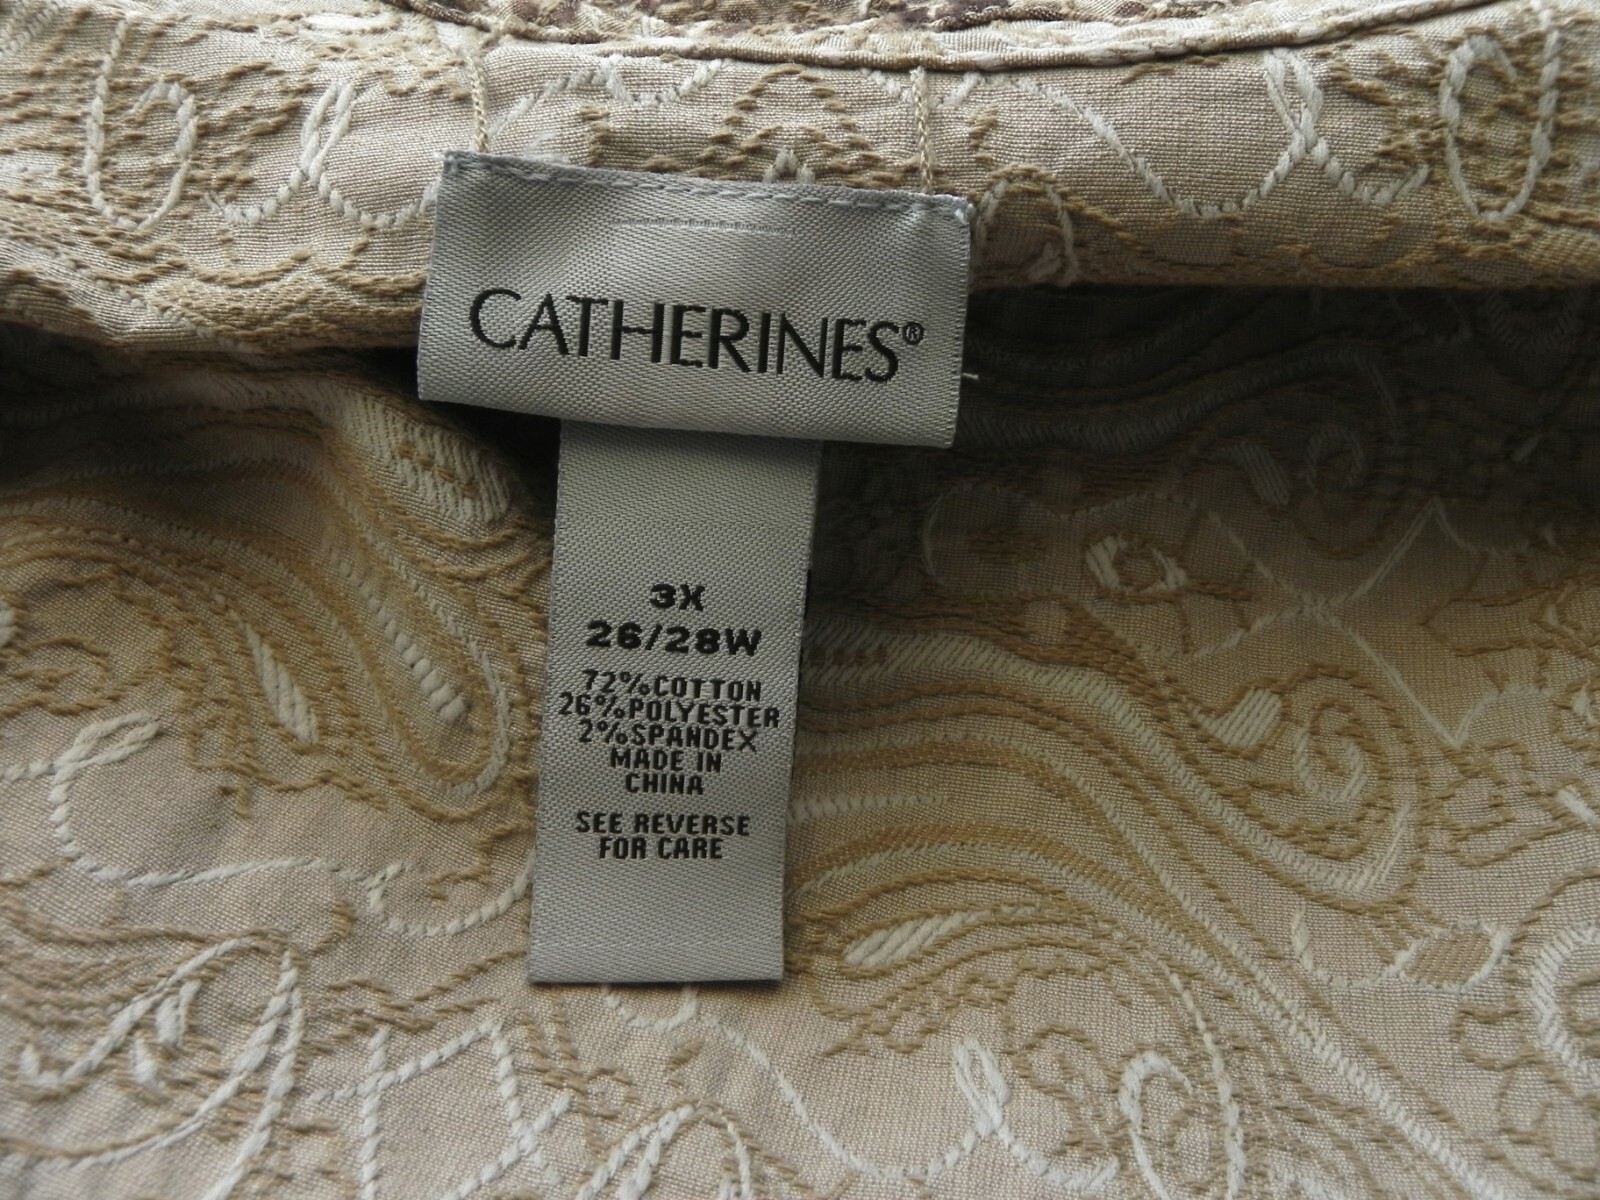 CATHERINES®
3X
26/28W
72%COTTON
26%POLYESTER
2%SPANDEX
MADE IN
CHINA
SEE REVERSE
FOR CARE